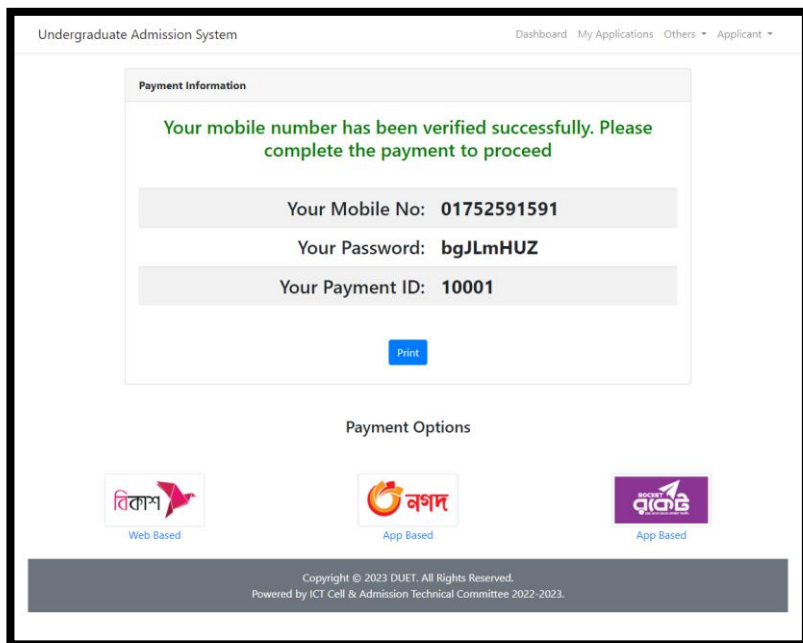 Undergraduate Admission System
Dashboard My Applications Others Applicant
Payment Information
Your mobile number has been verified successfully. Please
complete the payment to proceed
Your Mobile No: 01752591591
Your Password: bgJLmHUZ
Your Payment ID: 10001
Print
Payment Options
বিকাশ
নগদ
ROCKET
রকেট
Web Based
App Based
App Based
Copyright © 2023 DUET. All Rights Reserved.
Powered by ICT Cell & Admission Technical Committee 2022-2023.